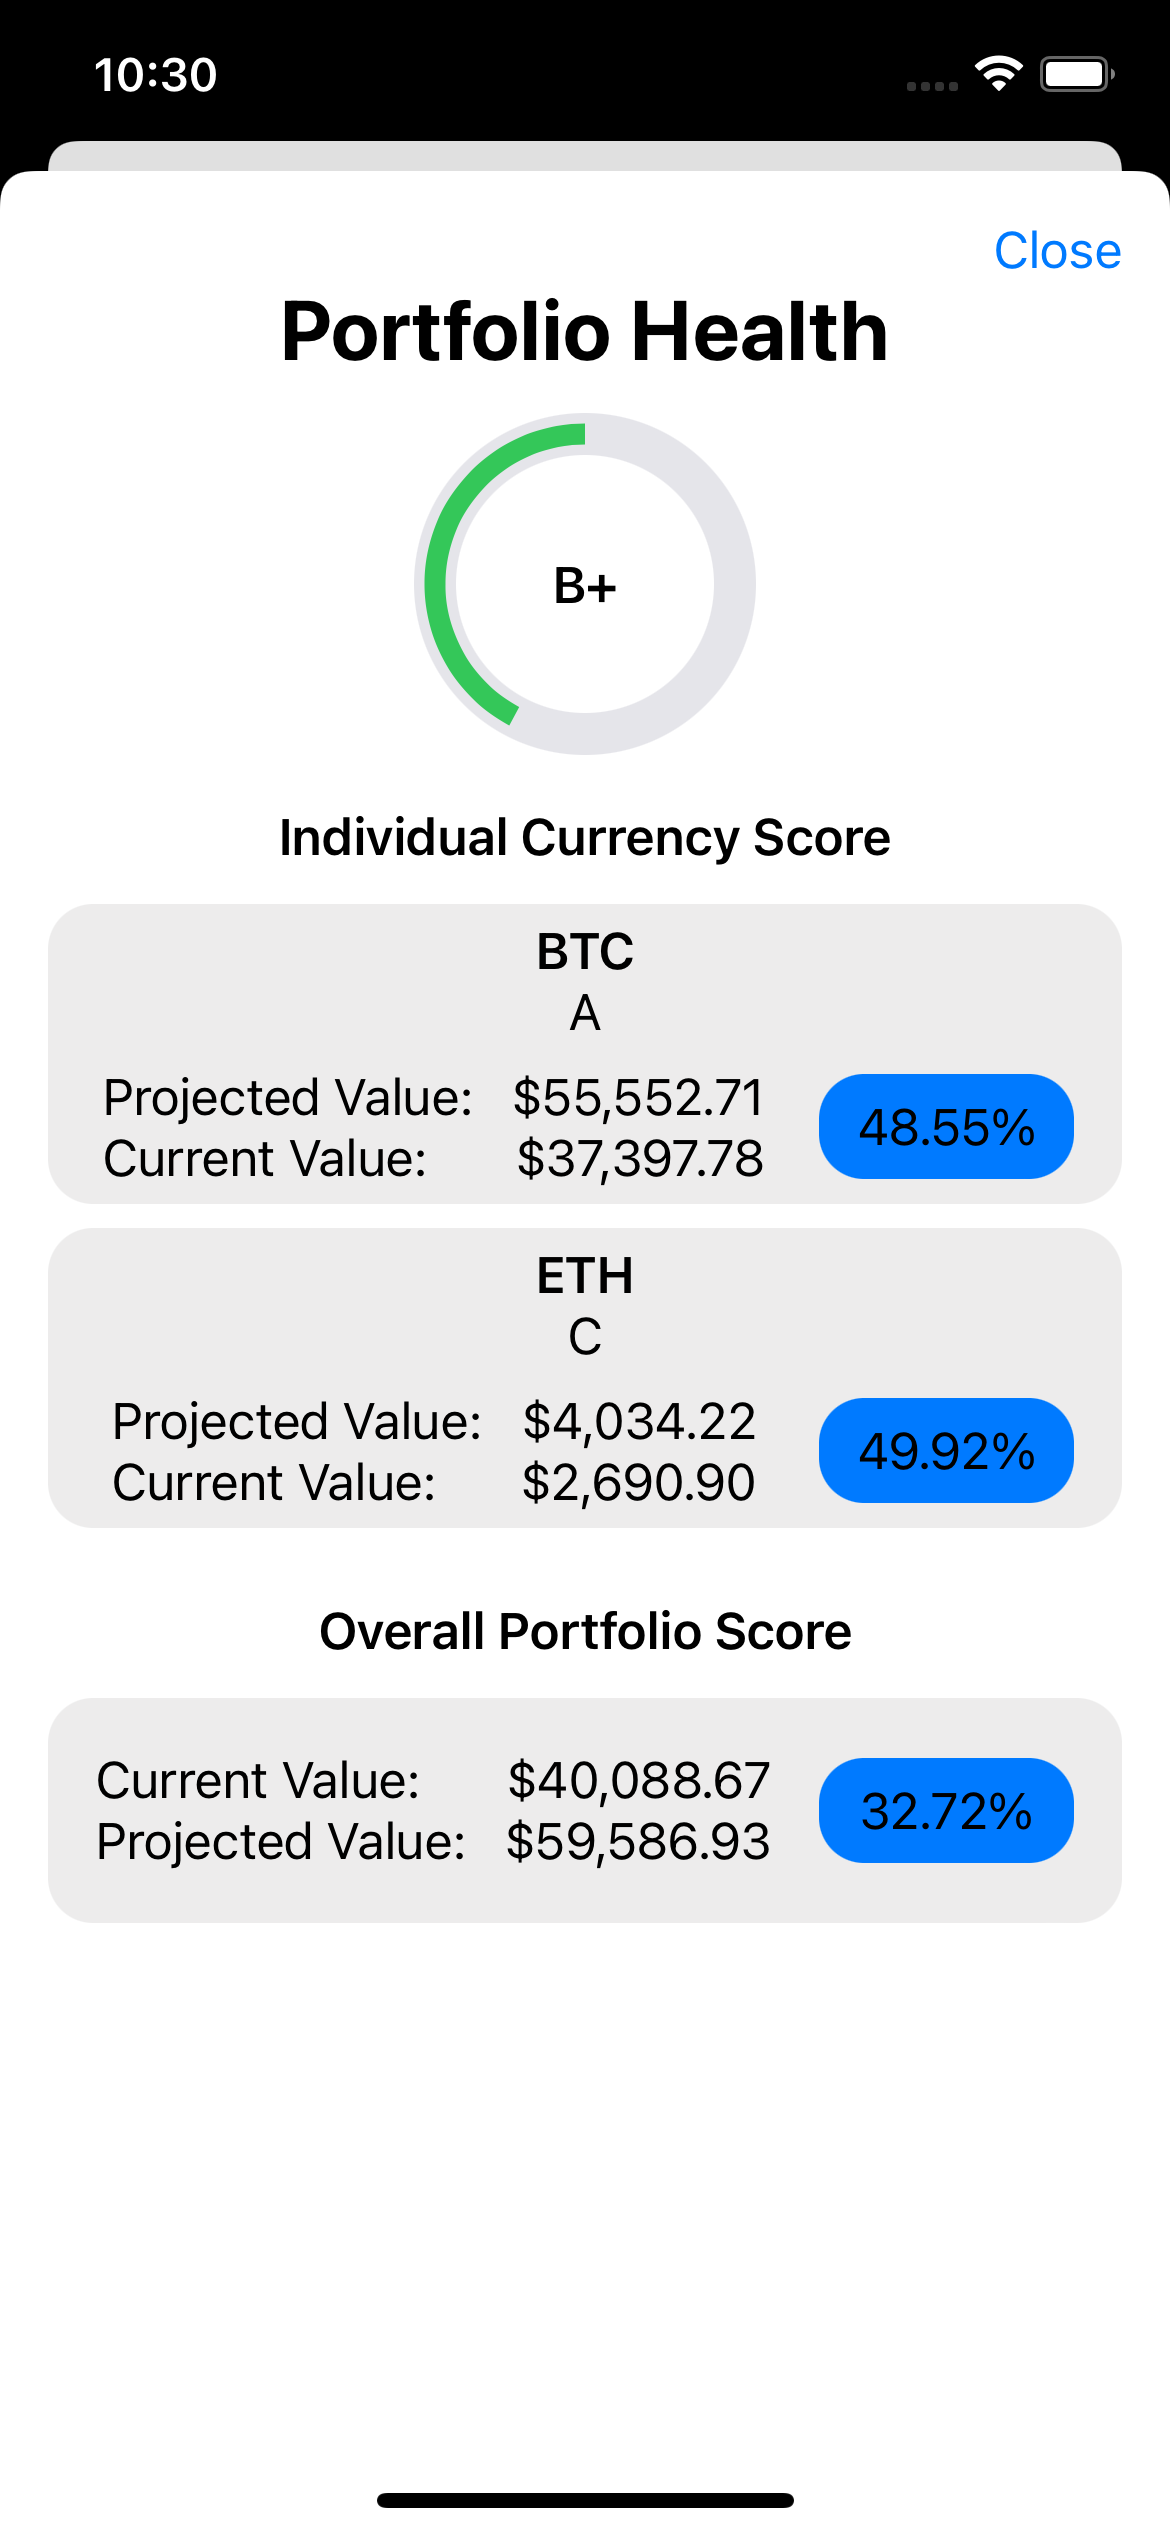 10:30
Close
Portfolio Health
B+
Individual Currency Score
BTC
A
Projected Value: $55,552.71
Current Value: $37,397.78
48.55%
ETH
C
Projected Value: $4,034.22
Current Value: $2,690.90
49.92%
Overall Portfolio Score
Current Value: $40,088.67
Projected Value: $59,586.93
32.72%